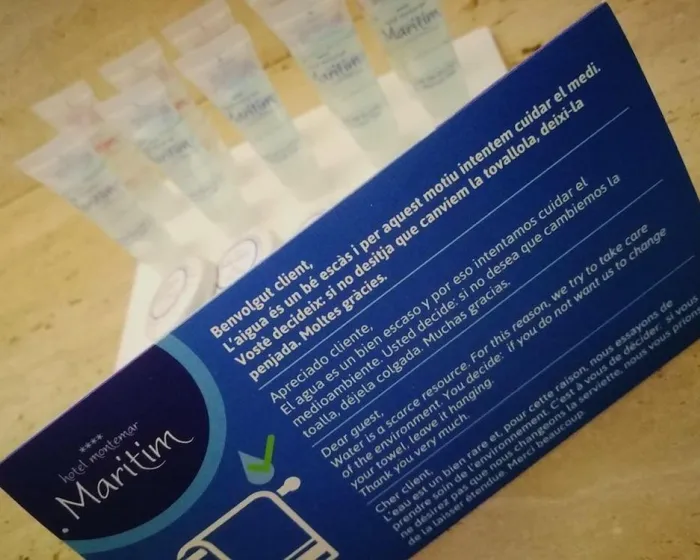 Maritim
Maritim
Maritim
Maritim
Benvolgut client,
L'aigua és un bé escàs i per aquest motiu intentem cuidar el medi.
Vostè decideix: si no desitja que canviem la tovallola, deixi-la
penjada. Moltes gràcies.
Apreciado cliente,
El agua es un bien escaso y por eso intentamos cuidar el
medioambiente. Usted decide: si no desea que cambiemos la
toalla, déjela colgada. Muchas gracias.
Dear guest,
Water is a scarce resource. For this reason, we try to take care
of the environment. You decide: if you do not want us to change
your towel, leave it hanging.
Thank you very much.
Cher client,
L'eau est un bien rare et, pour cette raison, nous essayons de
prendre soin de l'environnement. C'est à vous de décider: si vous
ne désirez pas que nous changeons la serviette, nous vous prions
de la laisser étendue. Merci beaucoup.
****
hotel montemar
Maritim